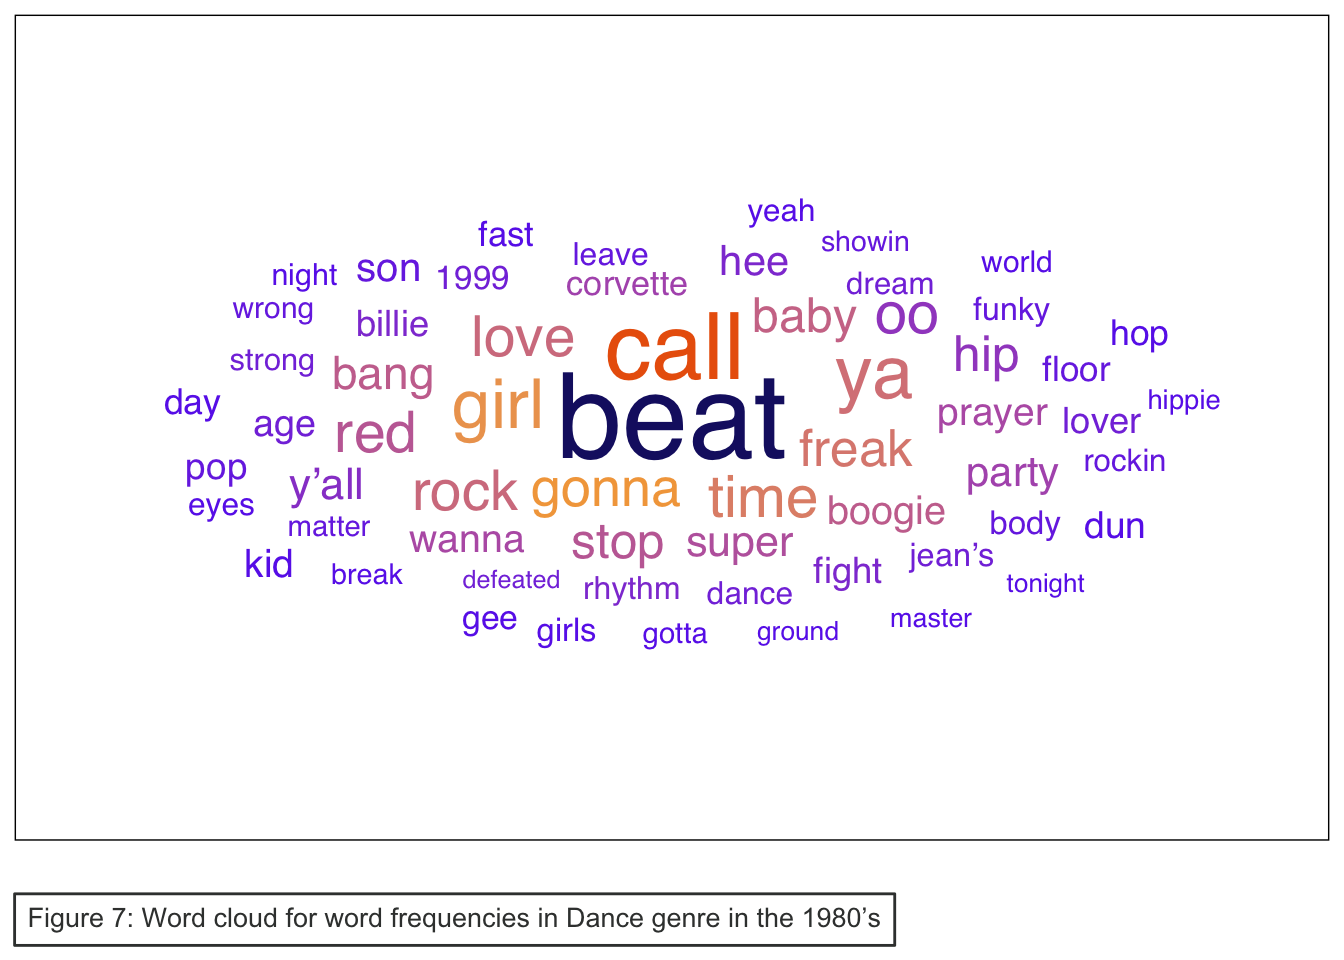 yeah
fast
showin
leave
hee
world
night
son
1999
corvette
dream
wrong
billie
love
call
baby
oo
funky
hop
strong
bang
ya
hip
floor
day
age
red
girl
beat
freak
prayer
lover
hippie
pop
y’all
rock
gonna
time
boogie
party
rockin
eyes
matter
wanna
stop
super
body
dun
kid
break
defeated
rhythm
dance
fight
jean’s
tonight
gee
girls
gotta
ground
master
Figure 7: Word cloud for word frequencies in Dance genre in the 1980’s